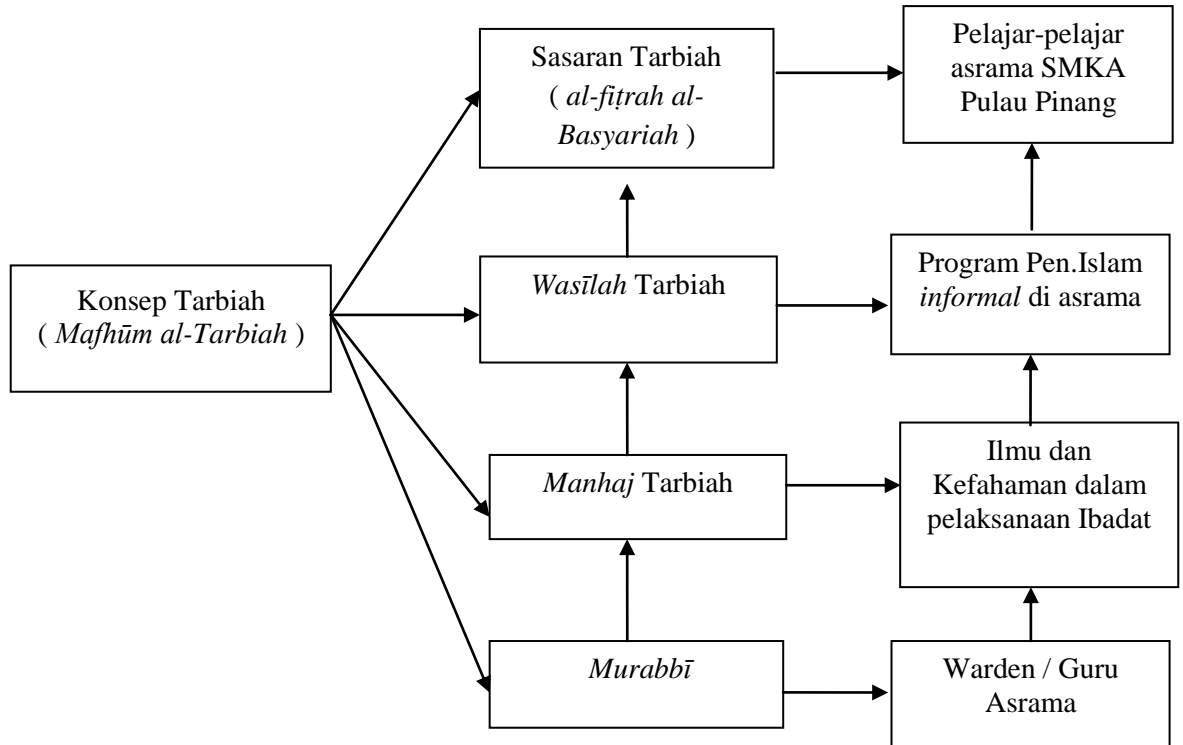 Konsep Tarbiah
( Mafhūm al-Tarbiah )
Sasaran Tarbiah
( al-fiṭrah al-
Basyariah )
Wasīlah Tarbiah
Manhaj Tarbiah
Murabbī
Pelajar-pelajar
asrama SMKA
Pulau Pinang
Program Pen.Islam
informal di asrama
Ilmu dan
Kefahaman dalam
pelaksanaan Ibadat
Warden / Guru
Asrama